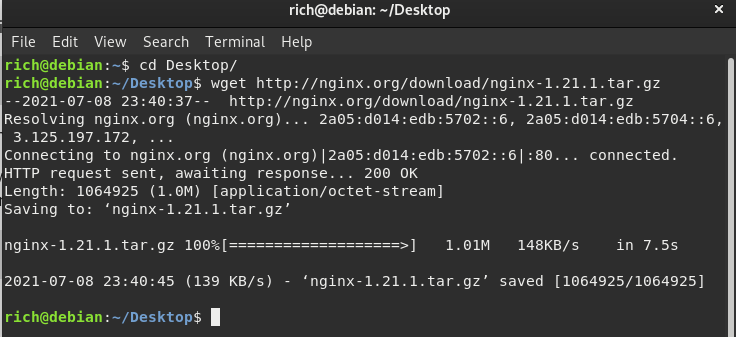 rich@debian: ~/Desktop
File Edit View Search Terminal Help
rich@debian:~$ cd Desktop/
rich@debian:~/Desktop$ wget http://nginx.org/download/nginx-1.21.1.tar.gz
--2021-07-08 23:40:37--  http://nginx.org/download/nginx-1.21.1.tar.gz
Resolving nginx.org (nginx.org)... 2a05:d014:edb:5702::6, 2a05:d014:edb:5704::6,
 3.125.197.172, ...
Connecting to nginx.org (nginx.org)|2a05:d014:edb:5702::6|:80... connected.
HTTP request sent, awaiting response... 200 OK
Length: 1064925 (1.0M) [application/octet-stream]
Saving to: ‘nginx-1.21.1.tar.gz’
nginx-1.21.1.tar.gz 100%[===================>]   1.01M   148KB/s    in 7.5s
2021-07-08 23:40:45 (139 KB/s) - ‘nginx-1.21.1.tar.gz’ saved [1064925/1064925]
rich@debian:~/Desktop$